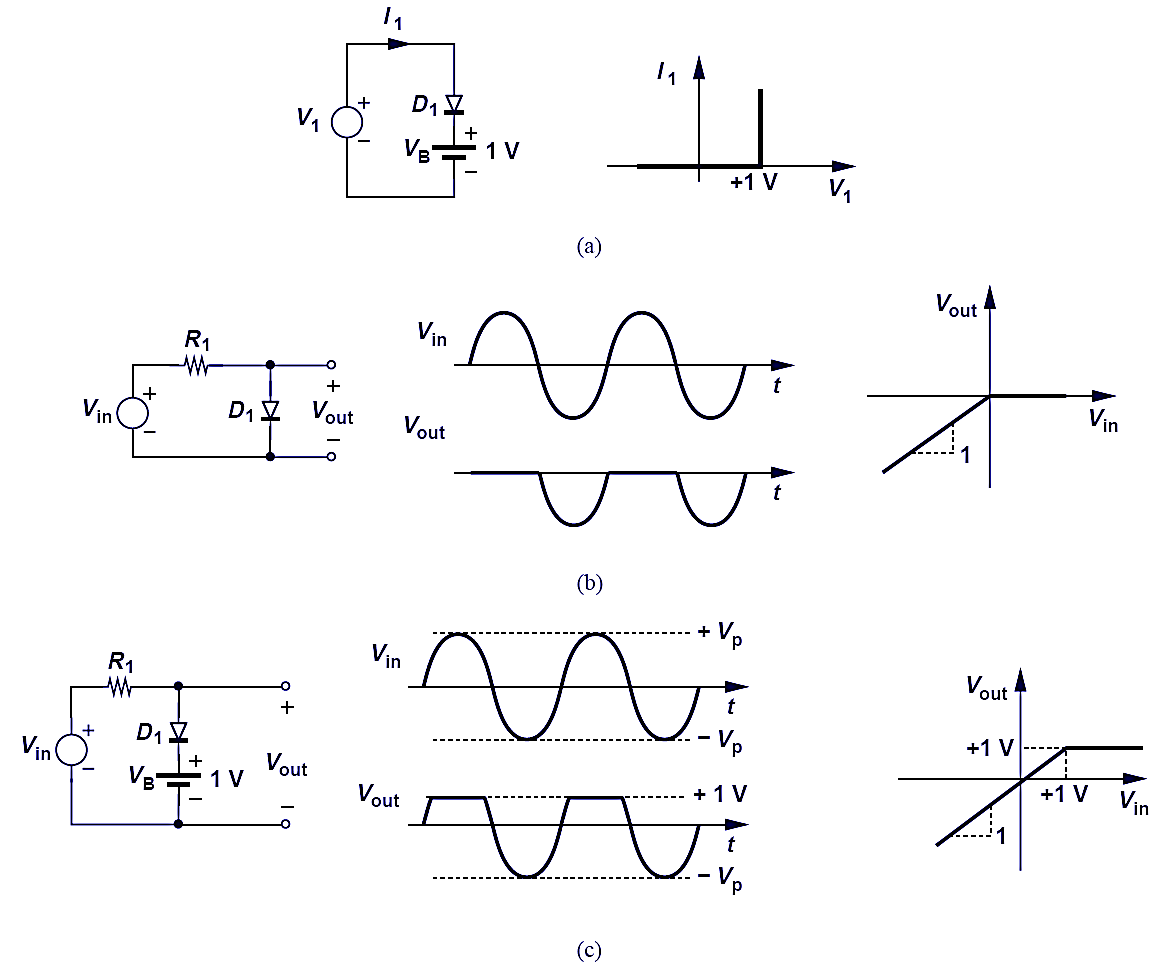 I1
I1
D1
V1
VB
1 V
+1 V
V1
(a)
Vout
Vin
R1
Vin
D1
Vout
t
Vin
Vout
1
t
(b)
R1
+ Vp
Vin
Vout
t
D1
+1 V
Vin
VB
1 V
Vout
– Vp
Vout
+ 1 V
+1 V
Vin
t
1
– Vp
(c)